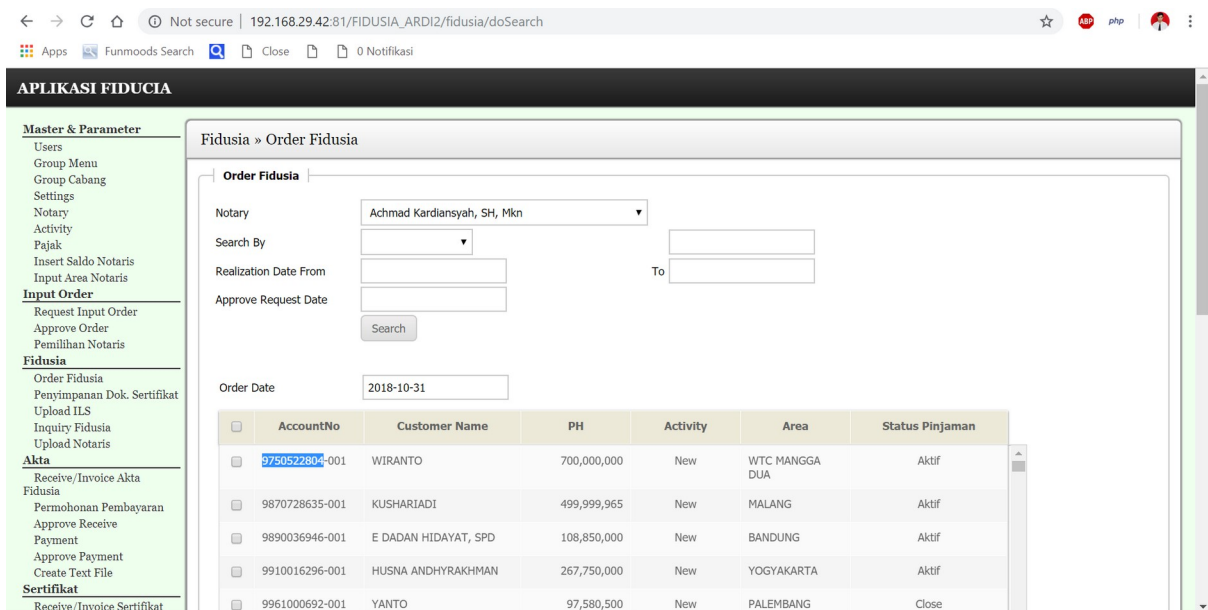 Not secure | 192.168.29.42:81/FIDUSIA_ARDI2/fidusia/doSearch
ABP php
Apps Funmoods Search Close 0 Notifikasi
APLIKASI FIDUCIA
Master & Parameter
Users
Group Menu
Group Cabang
Settings
Notary
Activity
Pajak
Insert Saldo Notaris
Input Area Notaris
Input Order
Request Input Order
Approve Order
Pemilihan Notaris
Fidusia
Order Fidusia
Penyimpanan Dok. Sertifikat
Upload ILS
Inquiry Fidusia
Upload Notaris
Akta
Receive/Invoice Akta
Fidusia
Permohonan Pembayaran
Approve Receive
Payment
Approve Payment
Create Text File
Sertifikat
Receive/Invoice Sertifikat
Fidusia » Order Fidusia
Order Fidusia
Notary Achmad Kardiansyah, SH, Mkn
Search By
Realization Date From To
Approve Request Date
Search
Order Date 2018-10-31
AccountNo Customer Name PH Activity Area Status Pinjaman
9750522804-001 WIRANTO 700,000,000 New WTC MANGGA Aktif
DUA
9870728635-001 KUSHARIADI 499,999,965 New MALANG Aktif
9890036946-001 E DADAN HIDAYAT, SPD 108,850,000 New BANDUNG Aktif
9910016296-001 HUSNA ANDHYRAKHMAN 267,750,000 New YOGYAKARTA Aktif
9961000692-001 YANTO 97,580,500 New PALEMBANG Close